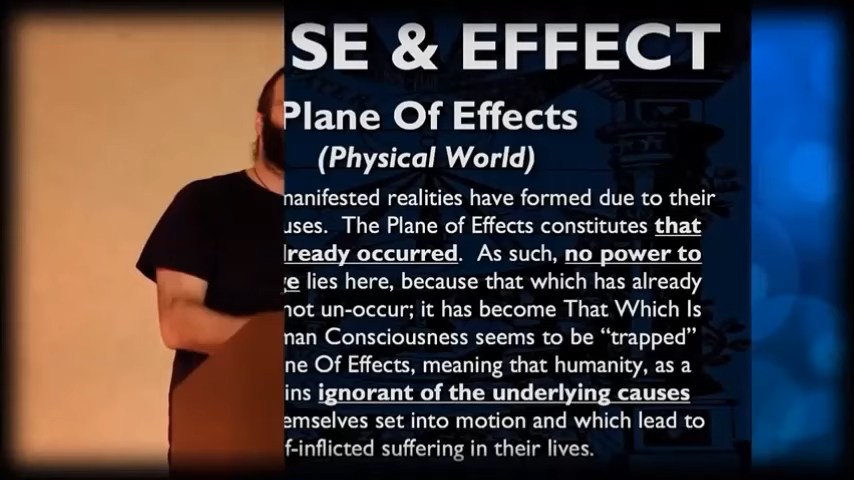 SE & EFFECT
Plane Of Effects
(Physical World)
manifested realities have formed due to their
uses. The Plane of Effects constitutes that
lready occurred. As such, no power to
ge lies here, because that which has already
not un-occur; it has become That Which Is
man Consciousness seems to be “trapped”
ne Of Effects, meaning that humanity, as a
ins ignorant of the underlying causes
emselves set into motion and which lead to
f-inflicted suffering in their lives.